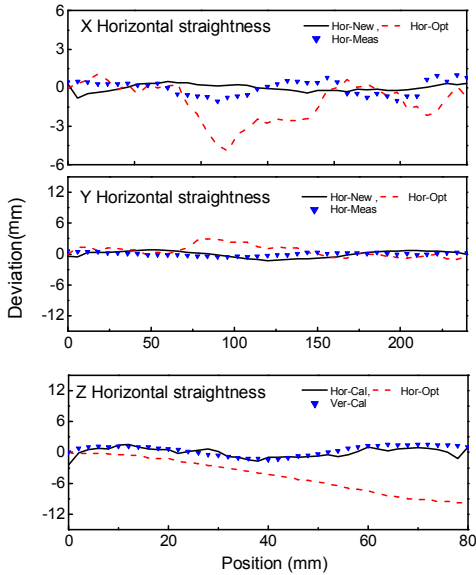 X Horizontal straightness
Hor-New , Hor-Opt
Hor-Meas
6
3
0
-3
-6
Y Horizontal straightness
Hor-New , Hor-Opt
Hor-Meas
12
6
0
-6
-12
0 50 100 150 200
Deviation(mm)
Z Horizontal straightness
Hor-Cal, Hor-Opt
Ver-Cal
12
6
0
-6
-12
0 20 40 60 80
Position (mm)